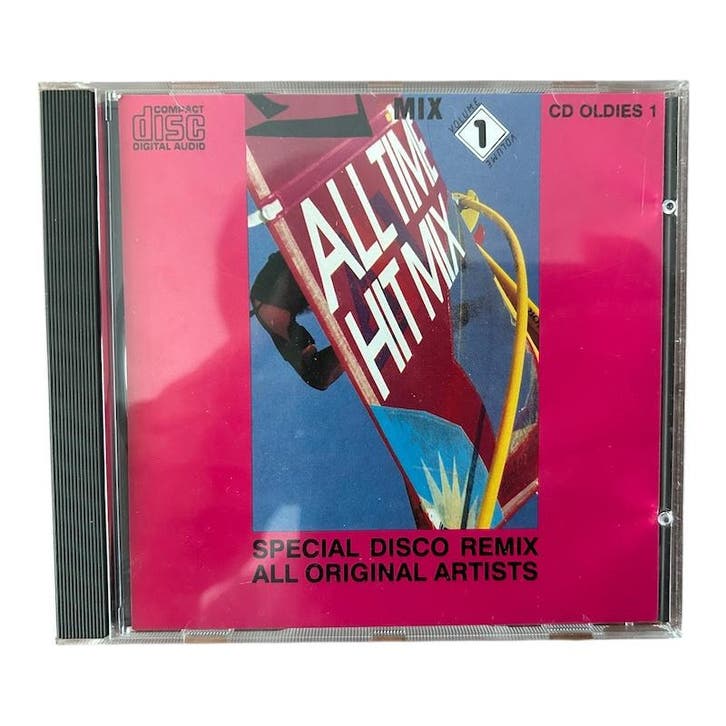 COMPACT
disc
DIGITAL AUDIO
MIX
VOLUME
1
VOLUME
CD OLDIES 1
ALL TIME
HIT MIX
SPECIAL DISCO REMIX
ALL ORIGINAL ARTISTS